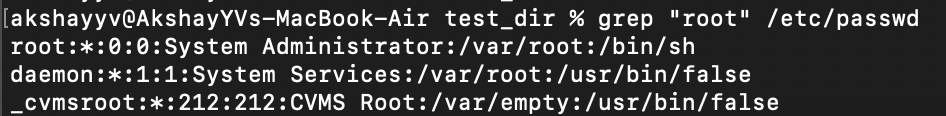 [akshayyv@AkshayYVs-MacBook-Air test_dir % grep "root" /etc/passwd
root:*:0:0:System Administrator:/var/root:/bin/sh
daemon:*:1:1:System Services:/var/root:/usr/bin/false
_cvmsroot:*:212:212:CVMS Root:/var/empty:/usr/bin/false